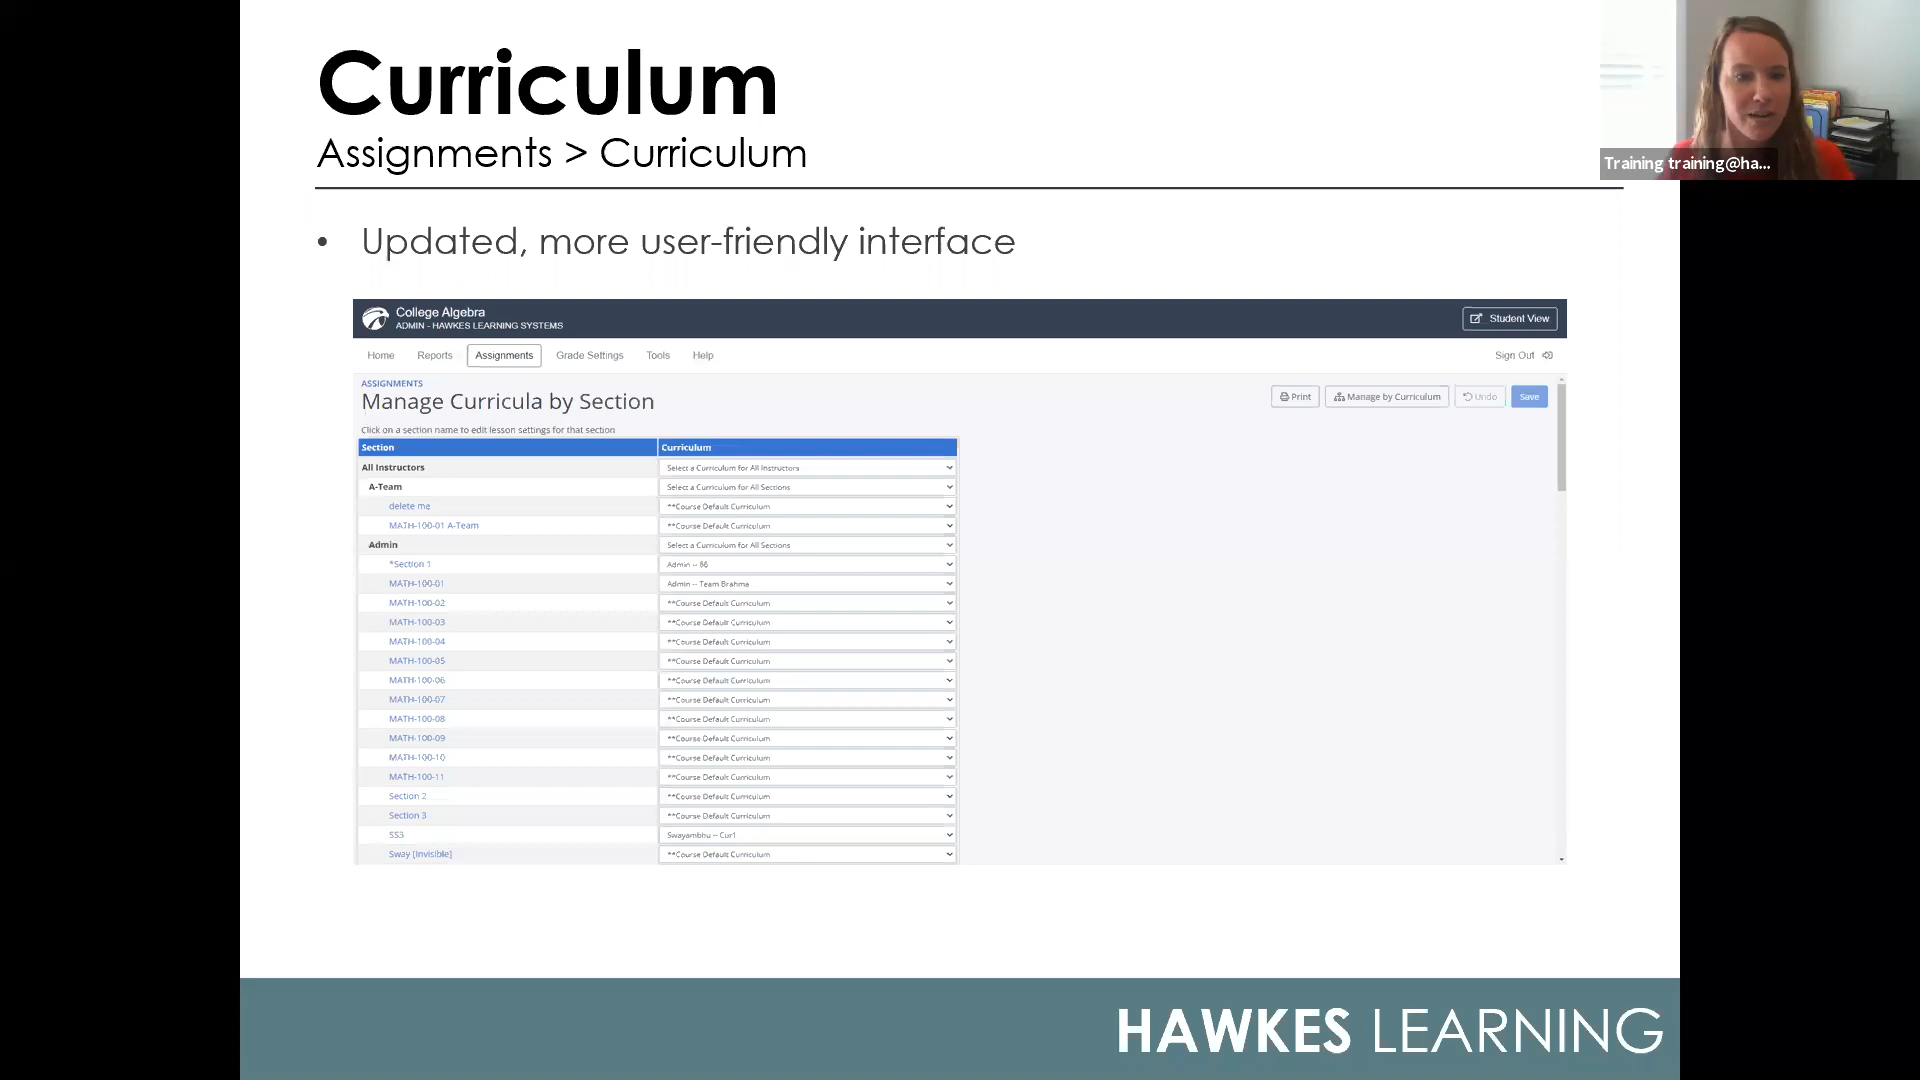 Curriculum
Assignments > Curriculum
Training training@ha...
• Updated, more user-friendly interface
College Algebra
ADMIN - HAWKES LEARNING SYSTEMS
Student View
Home Reports Assignments Grade Settings Tools Help Sign Out
ASSIGNMENTS
Manage Curricula by Section
Print Manage by Curriculum Undo Save
Click on a section name to edit lesson settings for that section
Section Curriculum
All Instructors Select a Curriculum for All Instructors
A-Team Select a Curriculum for All Sections
delete me **Course Default Curriculum
MATH-100-01 A-Team **Course Default Curriculum
Admin Select a Curriculum for All Sections
*Section 1 Admin -- 86
MATH-100-01 Admin -- Team Brahma
MATH-100-02 **Course Default Curriculum
MATH-100-03 **Course Default Curriculum
MATH-100-04 **Course Default Curriculum
MATH-100-05 **Course Default Curriculum
MATH-100-06 **Course Default Curriculum
MATH-100-07 **Course Default Curriculum
MATH-100-08 **Course Default Curriculum
MATH-100-09 **Course Default Curriculum
MATH-100-10 **Course Default Curriculum
MATH-100-11 **Course Default Curriculum
Section 2 **Course Default Curriculum
Section 3 **Course Default Curriculum
SS3 Swayambhu -- Cur1
Sway [Invisible] **Course Default Curriculum
HAWKES LEARNING